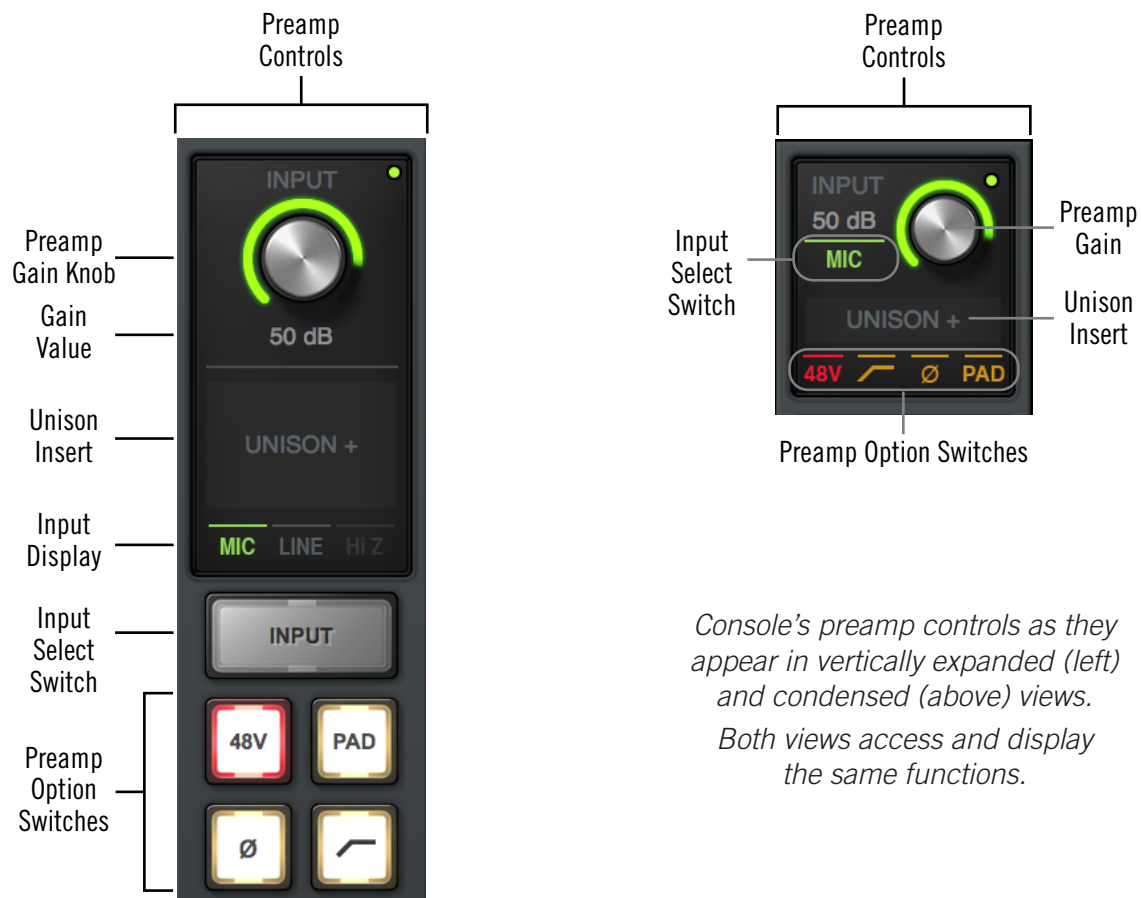 Preamp
Controls
INPUT
Preamp
Gain Knob
Gain
Value
50 dB
Unison
Insert
UNISON +
Input
Display
MIC LINE Hi Z
Input
Select
Switch
INPUT
Preamp
Option
Switches
48V PAD
Ø
Preamp
Controls
INPUT
50 dB
MIC
Input
Select
Switch
Preamp
Gain
UNISON +
Unison
Insert
48V Ø PAD
Preamp Option Switches
Console’s preamp controls as they
appear in vertically expanded (left)
and condensed (above) views.
Both views access and display
the same functions.